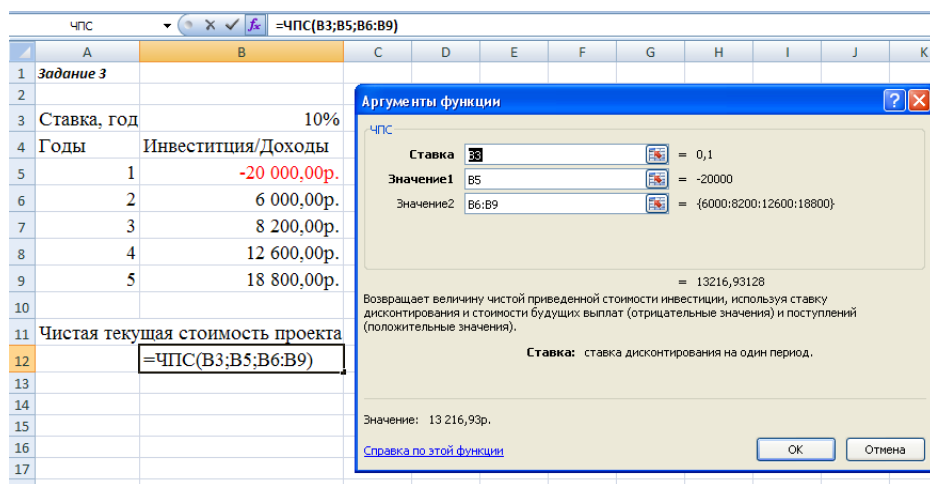 ЧПС =ЧПС(B3;B5;B6:B9)
A B C D E F G H I J K
1 Задание 3
2
3 Ставка, год 10%
4 Годы Инвеститция/Доходы
5 1 -20 000,00р.
6 2 6 000,00р.
7 3 8 200,00р.
8 4 12 600,00р.
9 5 18 800,00р.
10
11 Чистая текущая стоимость проекта
12 =ЧПС(B3;B5;B6:B9)
13
14
15
16
17
Аргументы функции
ЧПС
Ставка B3 = 0,1
Значение1 B5 = -20000
Значение2 B6:B9 = {6000:8200:12600:18800}
= 13216,93128
Возвращает величину чистой приведенной стоимости инвестиции, используя ставку
дисконтирования и стоимости будущих выплат (отрицательные значения) и поступлений
(положительные значения).
Ставка: ставка дисконтирования на один период.
Значение: 13 216,93р.
Справка по этой функции
ОК Отмена